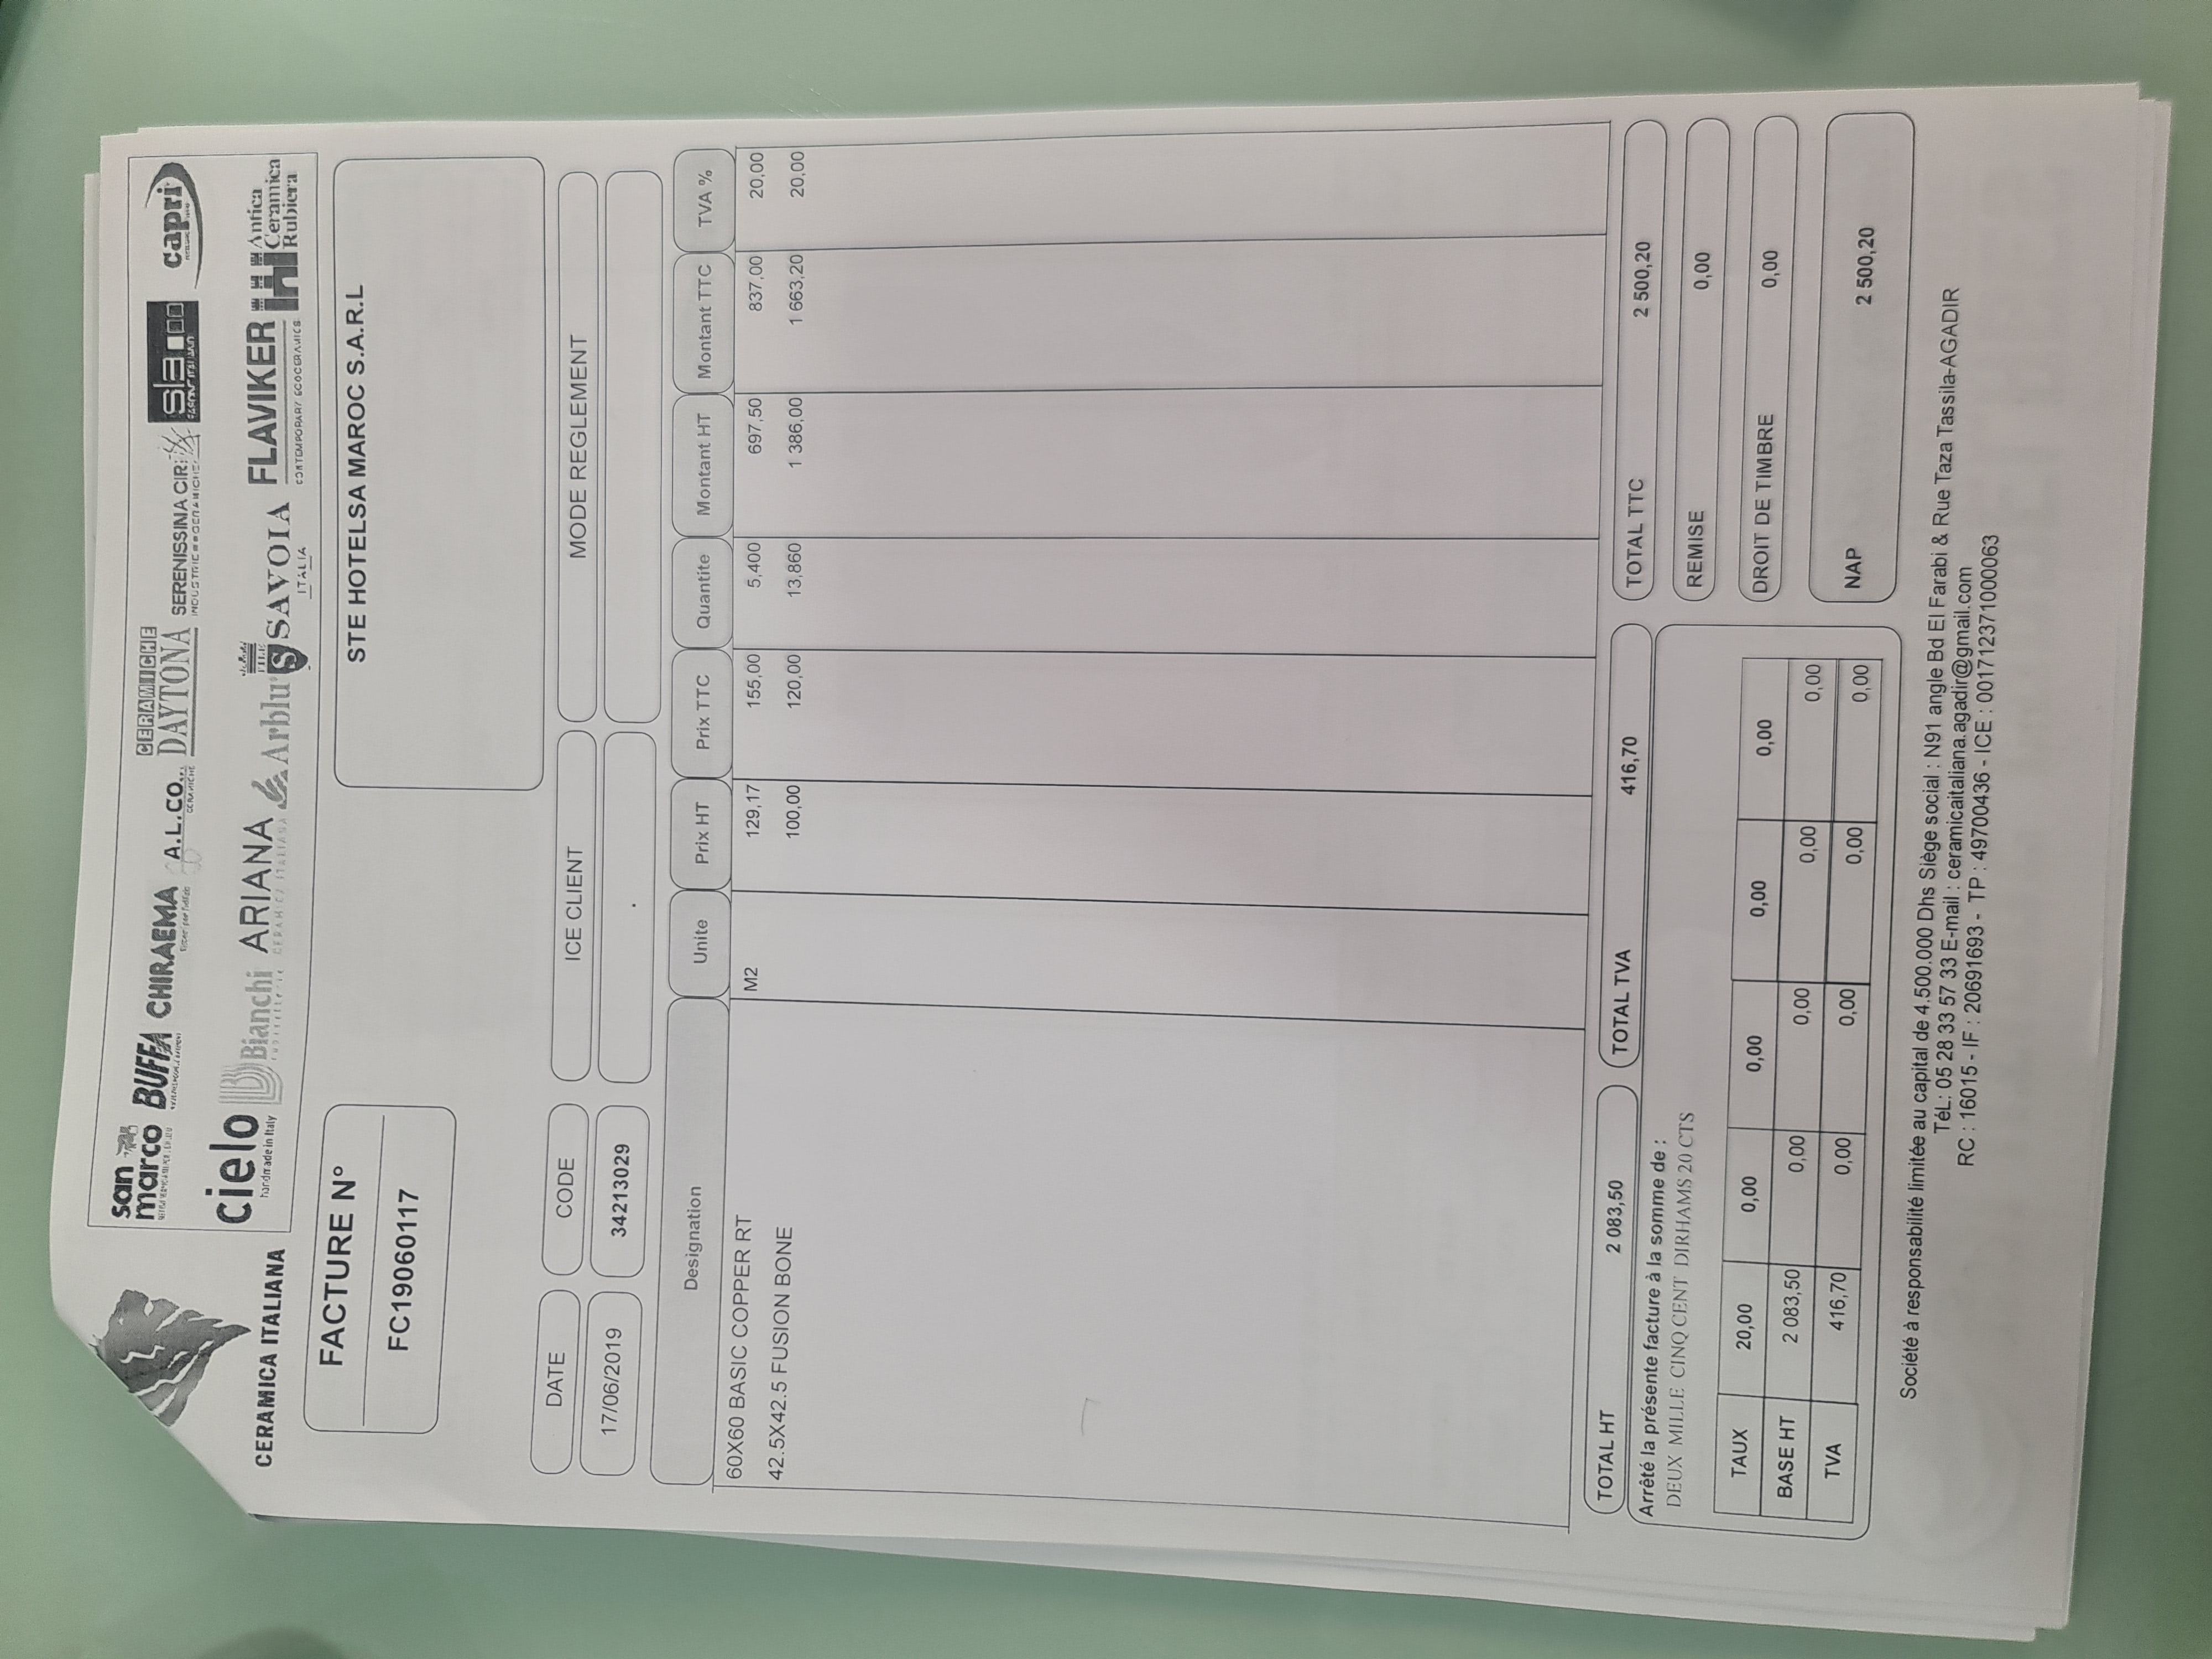 CERAMICA ITALIANA
san marco
BUFFA
CHIRAEMA
A.L.CO...
CERAMICHE
CERAMICHE DAYTONA
SERENISSINA CIR
INDUSTRIE CERAMICHE
capri
cielo
handmade in Italy
Bianchi
ARIANA
CERAMICA ITALIANA
Arblu
SAVOIA
ITALIA
FLAVIKER
CONTEMPORARY ECOCERAMICS
Antica
Ceramica
Rubiera
FACTURE N°
FC19060117
STE HOTELSA MAROC S.A.R.L
DATE CODE ICE CLIENT MODE REGLEMENT
17/06/2019 34213029 .
Designation Unite Prix HT Prix TTC Quantite Montant HT Montant TTC TVA %
60X60 BASIC COPPER RT M2 129,17 155,00 5,400 697,50 837,00 20,00
42.5X42.5 FUSION BONE 100,00 120,00 13,860 1 386,00 1 663,20 20,00
TOTAL HT 2 083,50 TOTAL TVA 416,70 TOTAL TTC 2 500,20
Arrêté la présente facture à la somme de :
DEUX MILLE CINQ CENT DIRHAMS 20 CTS
REMISE 0,00
TAUX 20,00 0,00 0,00 0,00 0,00
DROIT DE TIMBRE 0,00
BASE HT 2 083,50 0,00 0,00 0,00 0,00
TVA 416,70 0,00 0,00 0,00 0,00
NAP 2 500,20
Société à responsabilité limitée au capital de 4.500.000 Dhs Siège social : N91 angle Bd El Farabi & Rue Taza Tassila-AGADIR
TéL: 05 28 33 57 33 E-mail : ceramicaitaliana.agadir@gmail.com
RC : 16015 - IF : 20691693 - TP : 49700436 - ICE : 001712371000063